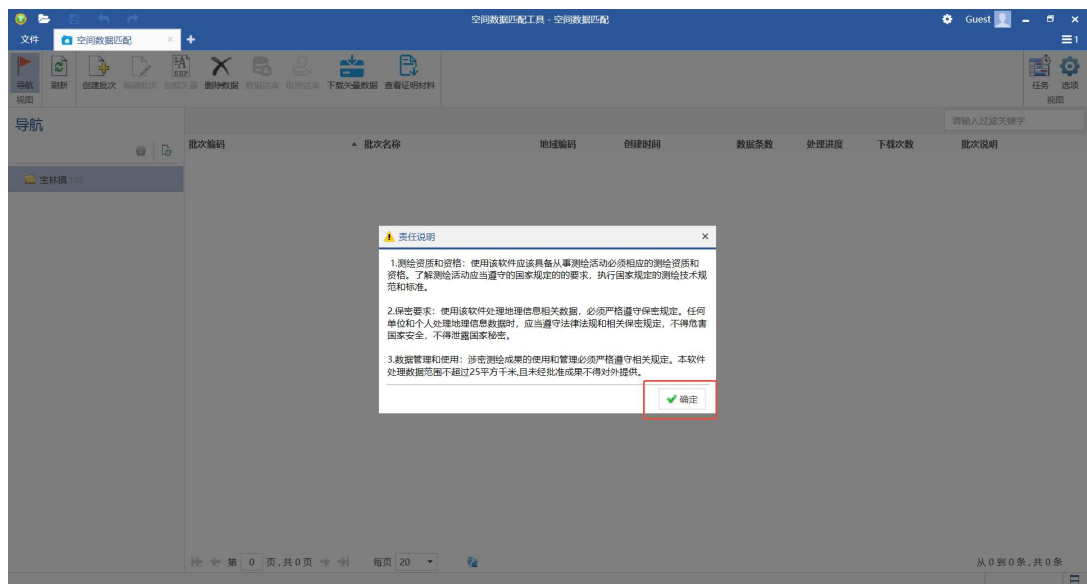 空间数据匹配工具 - 空间数据匹配
Guest
文件
空间数据匹配
1
导航
刷新
创建批次
编辑批次
加载矢量
删除数据
数据送审
取消送审
下载矢量数据
查看证明材料
任务
选项
视图
视图
导航
请输入过滤关键字
批次编码
批次名称
地域编码
创建时间
数据条数
处理进度
下载次数
批次说明
宝林镇
责任说明
1.测绘资质和资格：使用该软件应该具备从事测绘活动必须相应的测绘资质和
资格。了解测绘活动应当遵守的国家规定的的要求，执行国家规定的测绘技术规
范和标准。
2.保密要求：使用该软件处理地理信息相关数据，必须严格遵守保密规定。任何
单位和个人处理地理信息数据时，应当遵守法律法规和相关保密规定，不得危害
国家安全，不得泄露国家秘密。
3.数据管理和使用：涉密测绘成果的使用和管理必须严格遵守相关规定。本软件
处理数据范围不超过25平方千米,且未经批准成果不得对外提供。
确定
第 0 页,共 0 页
每页 20
从 0 到 0 条 , 共 0 条